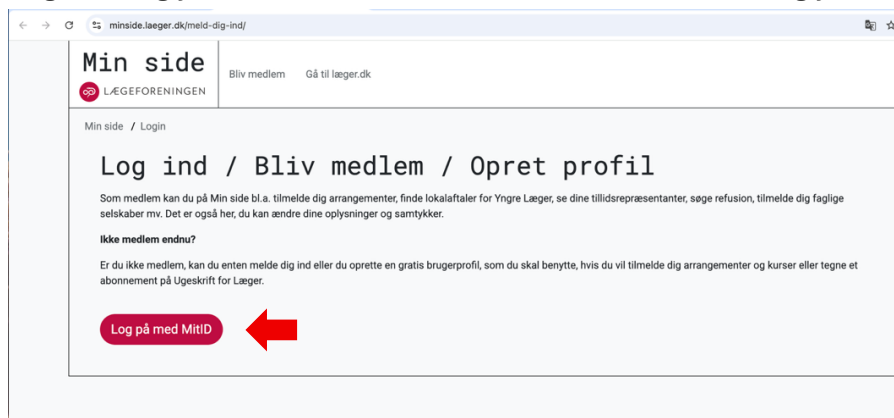 minside.laeger.dk/meld-dig-ind/
Min side
LÆGEFORENINGEN
Bliv medlem Gå til læger.dk
Min side / Login
Log ind / Bliv medlem / Opret profil
Som medlem kan du på Min side bl.a. tilmelde dig arrangementer, finde lokalaftaler for Yngre Læger, se dine tillidsrepræsentanter, søge refusion, tilmelde dig faglige
selskaber mv. Det er også her, du kan ændre dine oplysninger og samtykker.
Ikke medlem endnu?
Er du ikke medlem, kan du enten melde dig ind eller du oprette en gratis brugerprofil, som du skal benytte, hvis du vil tilmelde dig arrangementer og kurser eller tegne et
abonnement på Ugeskrift for Læger.
Log på med MitID